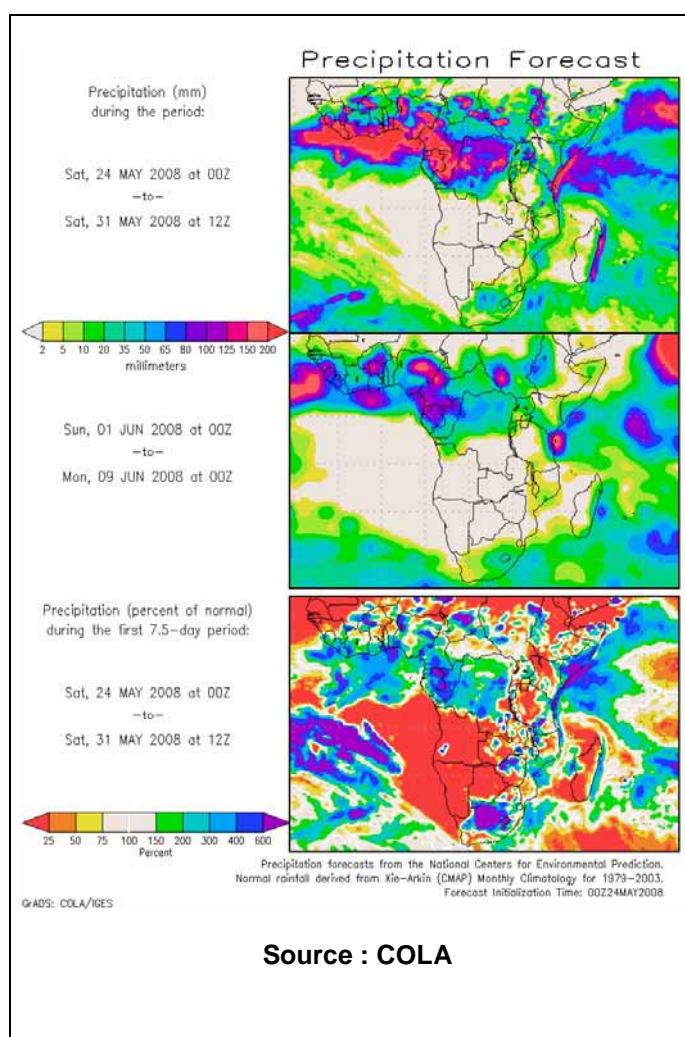 Precipitation Forecast
Precipitation (mm)
during the period:
Sat, 24 MAY 2008 at 00Z
-to-
Sat, 31 MAY 2008 at 12Z
2 5 10 20 35 50 65 80 100 125 150 200
millimeters
Sun, 01 JUN 2008 at 00Z
-to-
Mon, 09 JUN 2008 at 00Z
Precipitation (percent of normal)
during the first 7.5-day period:
Sat, 24 MAY 2008 at 00Z
-to-
Sat, 31 MAY 2008 at 12Z
25 50 75 100 150 200 300 400 600
Percent
Precipitation forecasts from the National Centers for Environmental Prediction.
Normal rainfall derived from Xie-Arkin (CMAP) Monthly Climatology for 1979-2003.
Forecast Initialization Time: 00Z24MAY2008
GrADS: COLA/IGES
Source : COLA